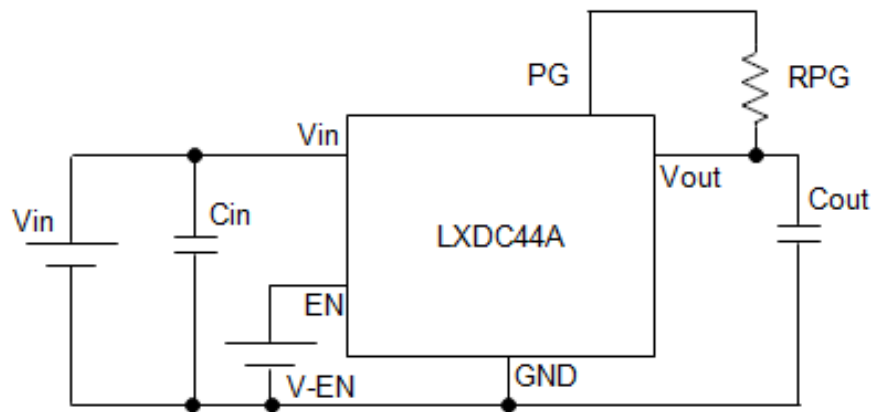 PG
RPG
Vin
Vout
Vin
Cin
Cout
LXDC44A
EN
V-EN
GND